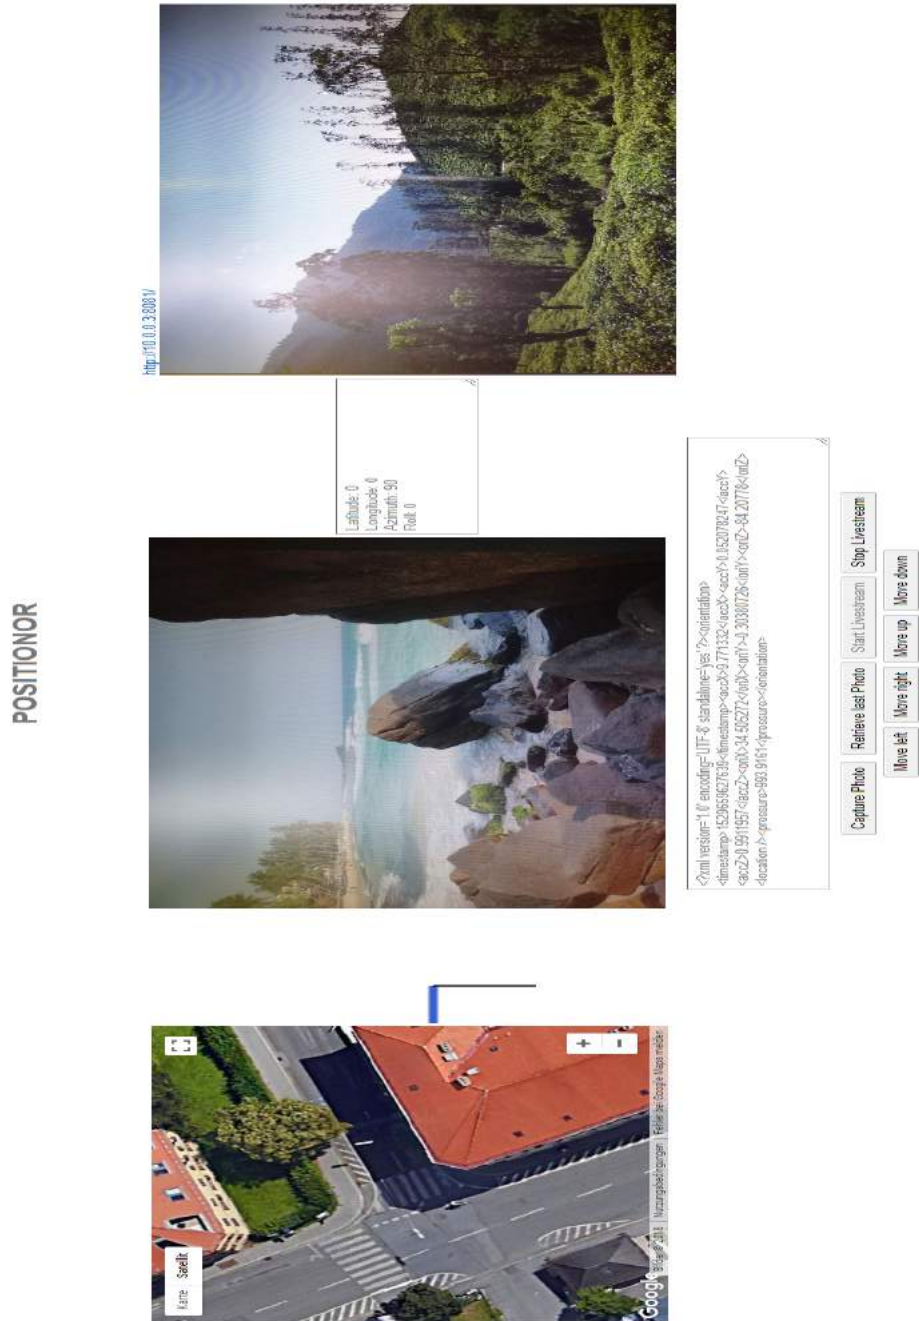 POSITIONOR
Karte Satellit
+
−
Google
Bilder © 2018 Nutzungsbedingungen Fehler bei Google Maps melden
http://10.0.0.3:8081/
Latitude: 0
Longitude: 0
Azimuth: 90
Roll: 0
<?xml version='1.0' encoding='UTF-8' standalone='yes' ?><orientation>
<timestamp>1529659627636<timestamp><accX>9.771332</accX><accY>0.052078247</accY>
<accZ>0.9911957</accZ><oriX>34.505272</oriX><oriY>-0.30380726</oriY><oriZ>-84.20778</oriZ>
<location /><pressure>993.9161</pressure></orientation>
Capture Photo Retrieve last Photo Start Livestream Stop Livestream
Move left Move right Move up Move down